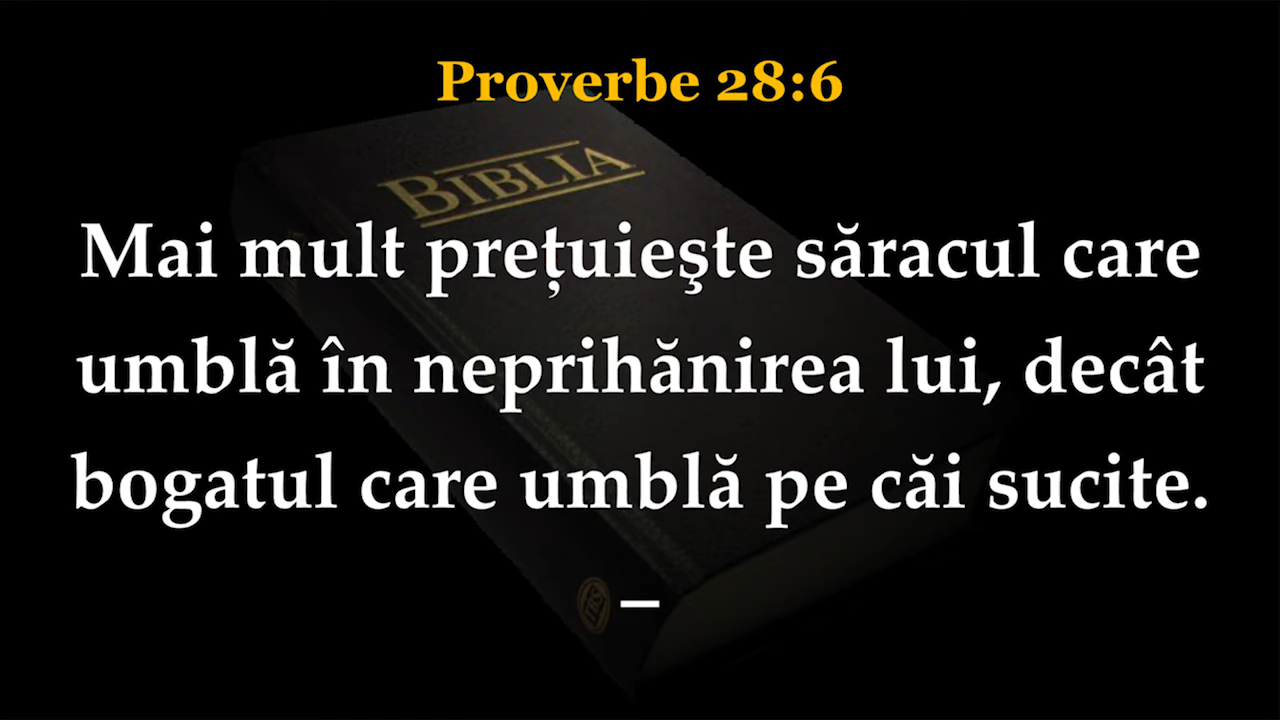 Proverbe 28:6
BIBLIA
Mai mult prețuieşte săracul care
umblă în neprihănirea lui, decât
bogatul care umblă pe căi sucite.
–